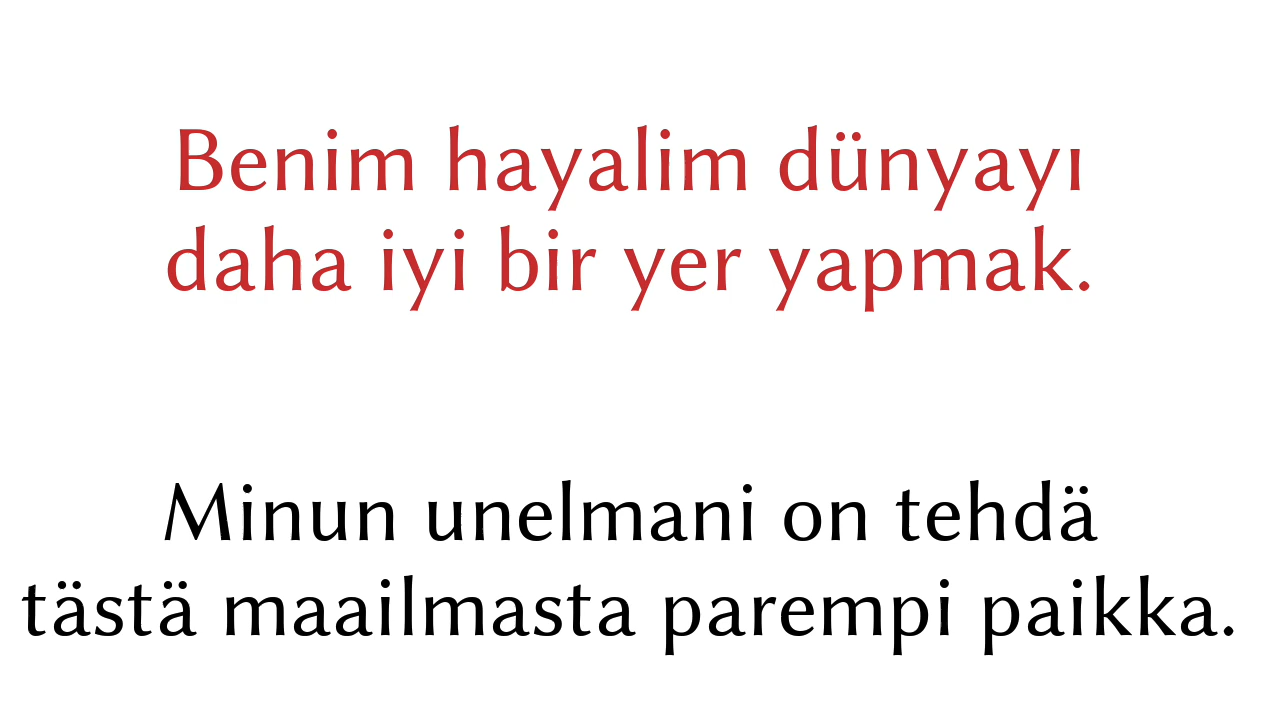 Benim hayalim dünyayı
daha iyi bir yer yapmak.
Minun unelmani on tehdä
tästä maailmasta parempi paikka.